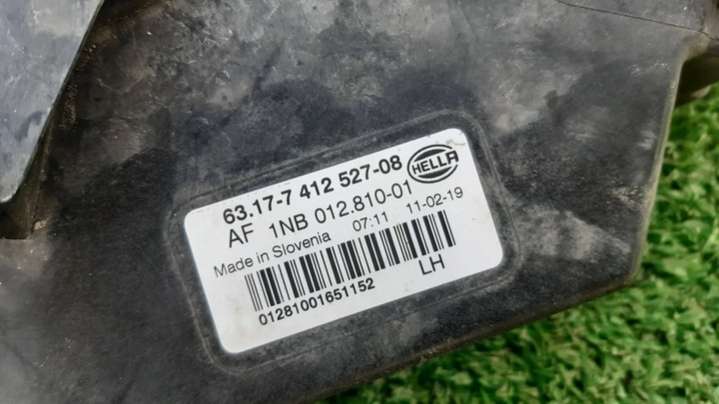 63.17-7 412 527-08
HELLA
AF 1NB 012.810-01
Made in Slovenia 07:11 11-02-19
01281001651152
LH